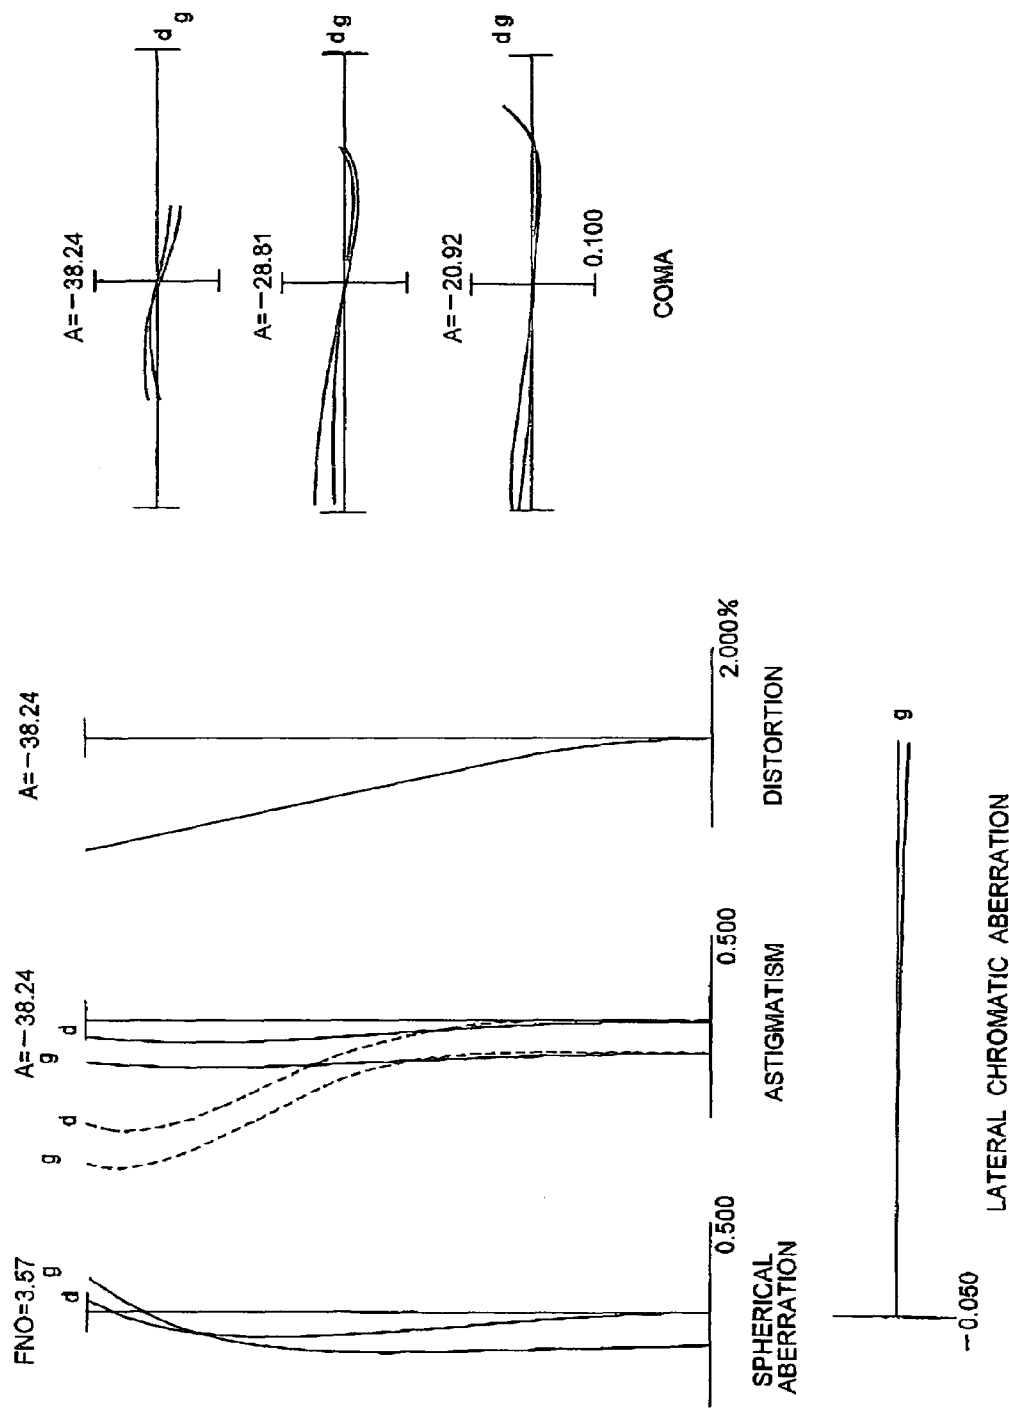 FNO=3.57
d
g
0.500
SPHERICAL
ABERRATION
A=−38.24
g
d
g
d
0.500
ASTIGMATISM
A=−38.24
2.000%
DISTORTION
A=−38.24
d
g
A=−28.81
d g
A=−20.92
d g
0.100
COMA
−0.050
g
LATERAL CHROMATIC ABERRATION